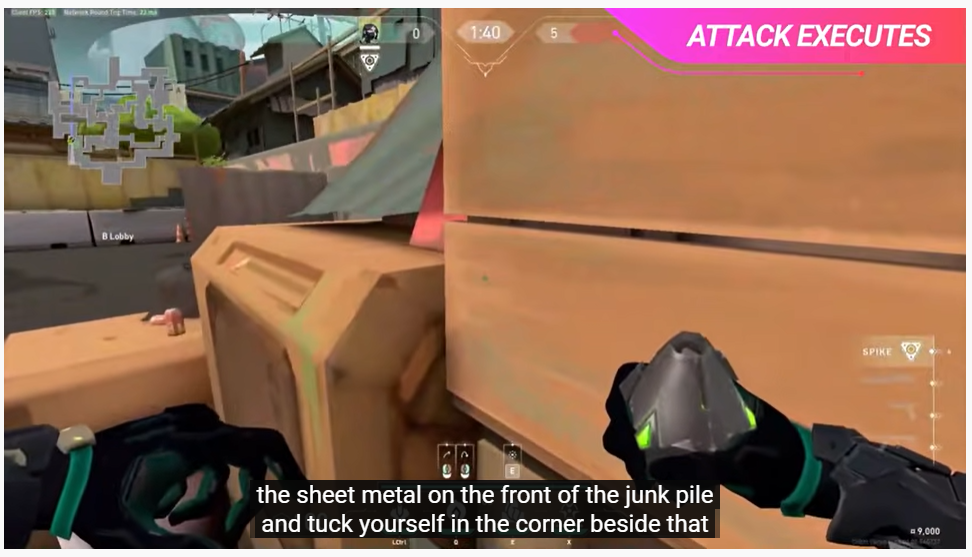 0
1:40
5
ATTACK EXECUTES
B Lobby
SPIKE
E
the sheet metal on the front of the junk pile
and tuck yourself in the corner beside that
9,000